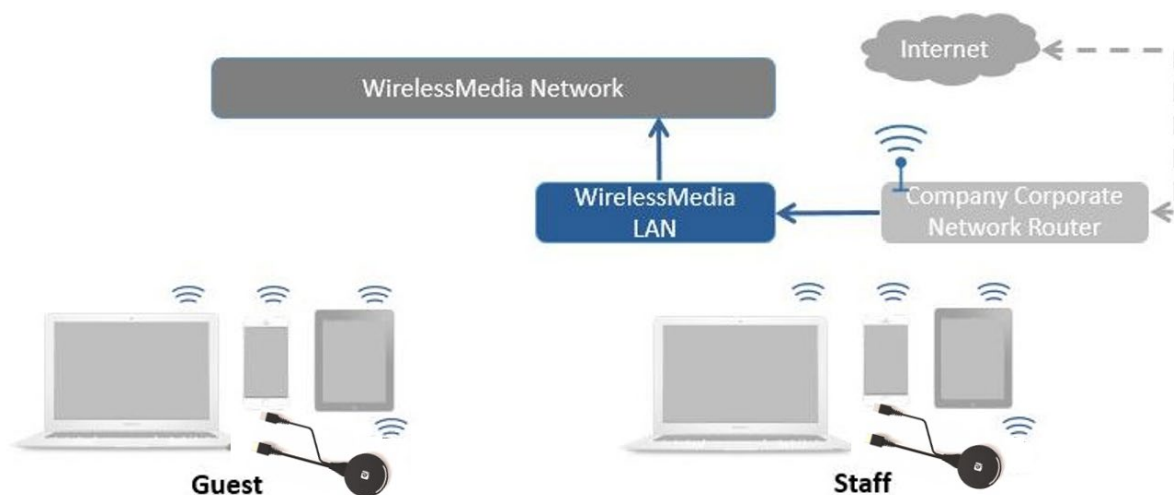 Internet
WirelessMedia Network
WirelessMedia
LAN
Company Corporate
Network Router
Guest
Staff